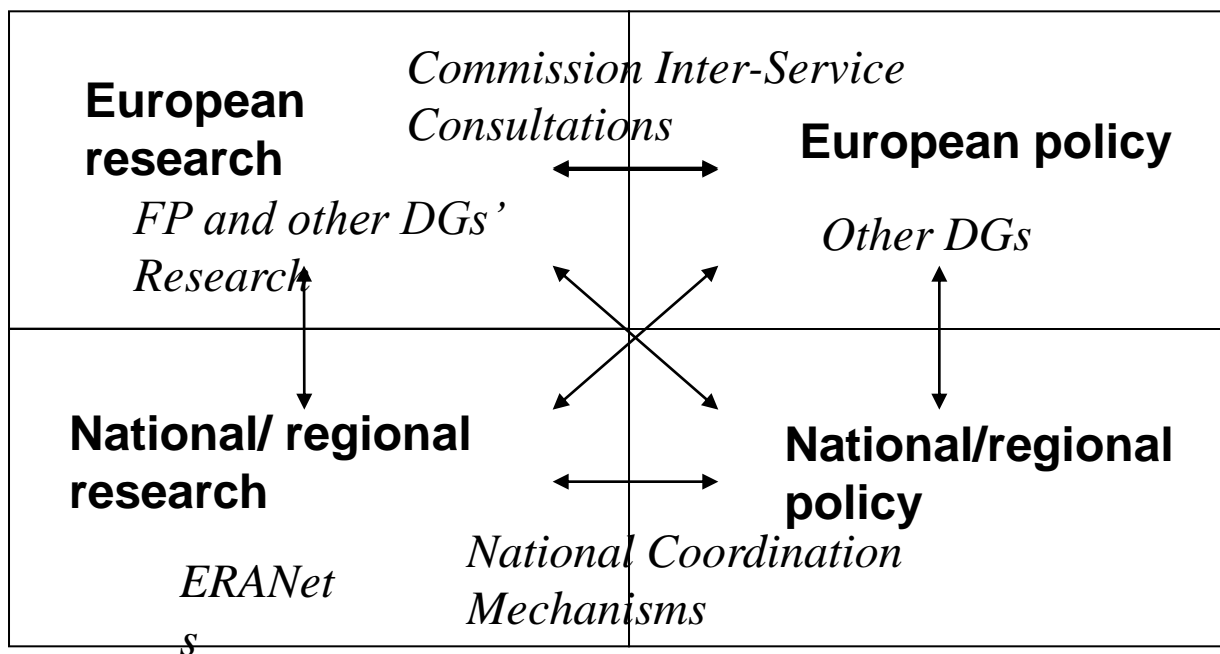 Commission Inter-Service
Consultations
European
research
European policy
FP and other DGs’
Research
Other DGs
National/ regional
research
National/regional
policy
National Coordination
Mechanisms
ERANet
s